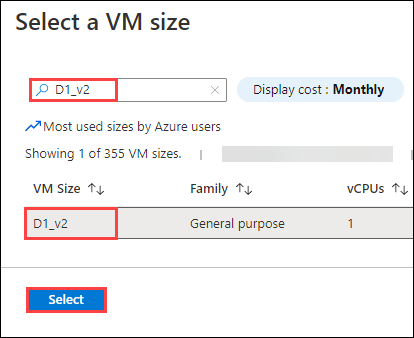 Select a VM size
D1_v2
Display cost : Monthly
Most used sizes by Azure users
Showing 1 of 355 VM sizes.
VM Size Family vCPUs
D1_v2 General purpose 1
Select